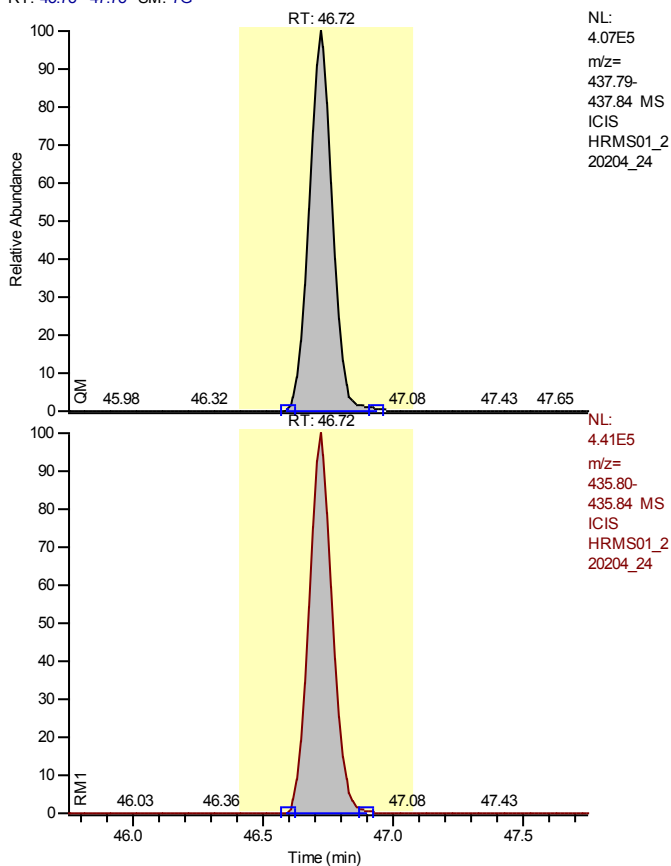 RT: 46.72
NL:
4.07E5
m/z=
437.79-
437.84 MS
ICIS
HRMS01_2
20204_24
100
90
80
70
60
50
40
30
20
10
0
Relative Abundance
QM
45.98 46.32 47.08 47.43 47.65
RT: 46.72
NL:
4.41E5
m/z=
435.80-
435.84 MS
ICIS
HRMS01_2
20204_24
100
90
80
70
60
50
40
30
20
10
0
RM1
46.03 46.36 47.08 47.43
46.0 46.5 47.0 47.5
Time (min)